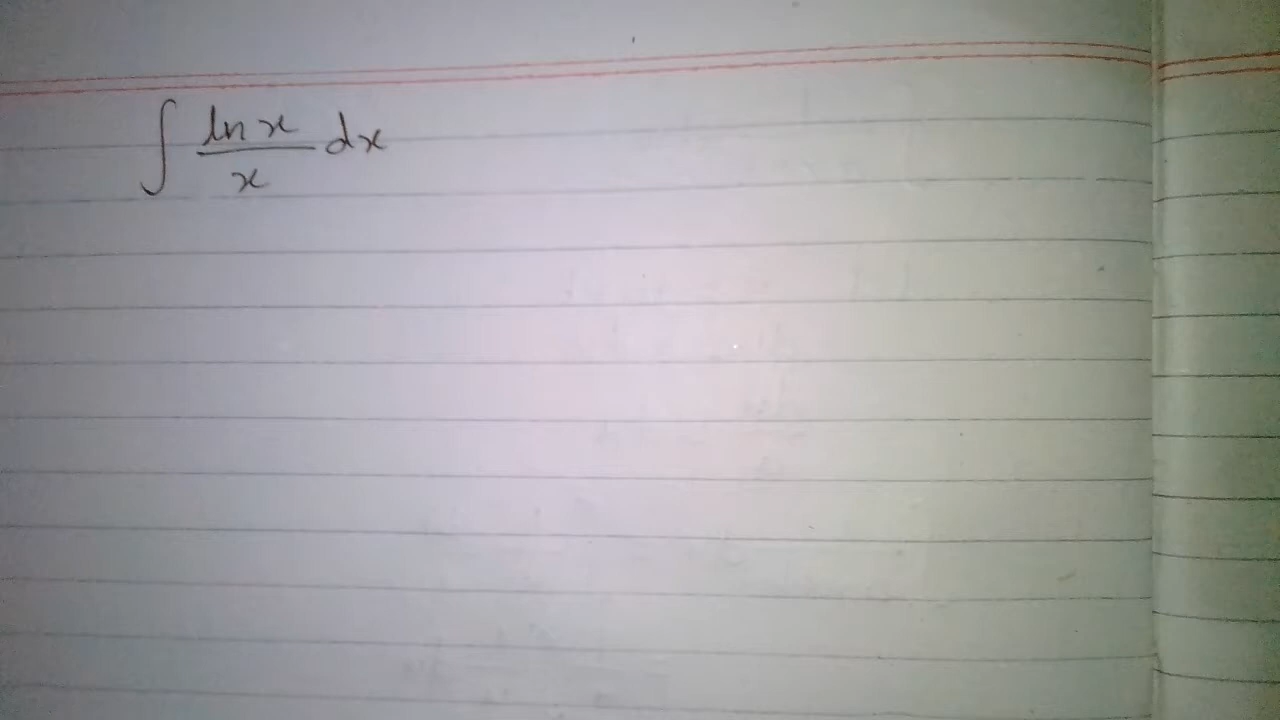 ∫ ln x / x dx